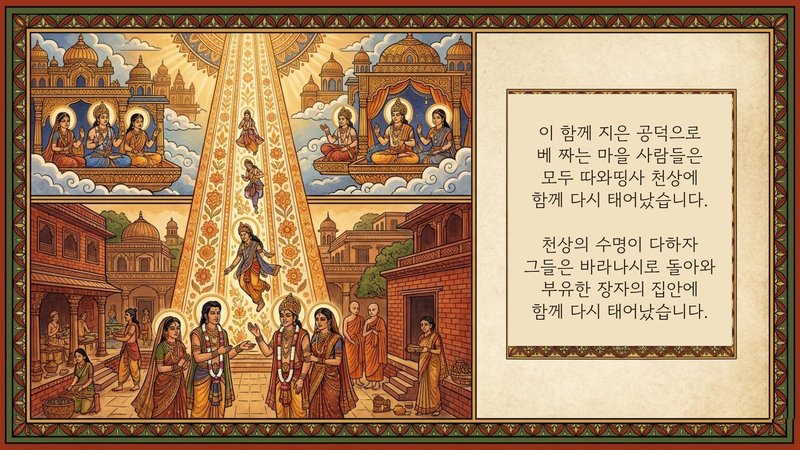 이 함께 지은 공덕으로
베 짜는 마을 사람들은
모두 따와띵사 천상에
함께 다시 태어났습니다.
천상의 수명이 다하자
그들은 바라나시로 돌아와
부유한 장자의 집안에
함께 다시 태어났습니다.